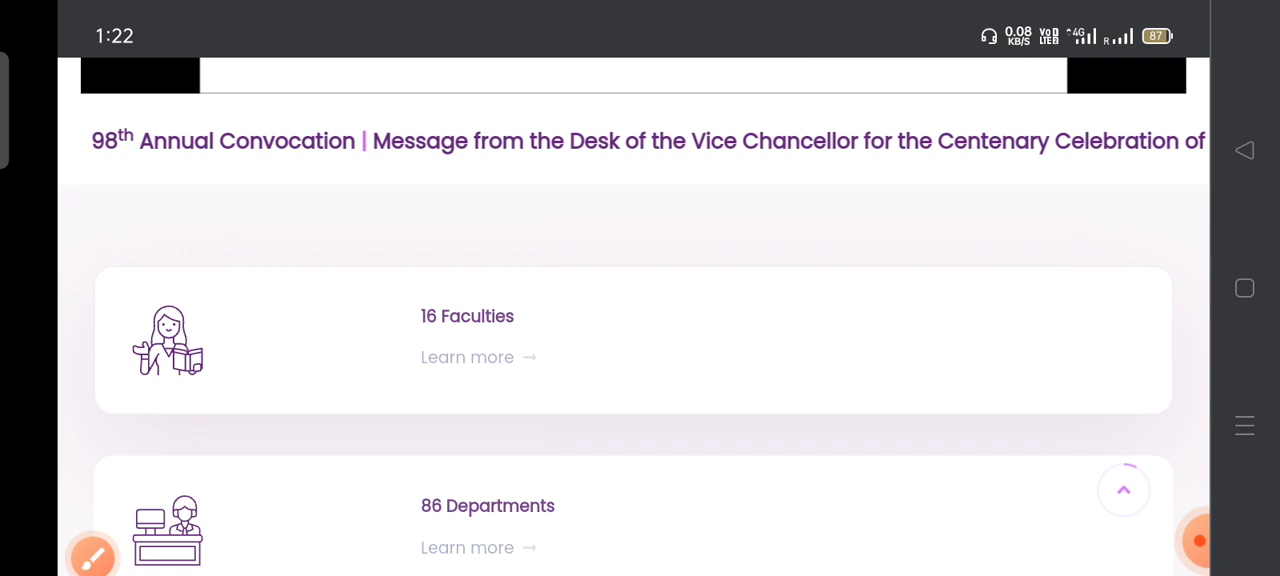 1:22
0.08 KB/S 4G R 87
98th Annual Convocation | Message from the Desk of the Vice Chancellor for the Centenary Celebration of
16 Faculties
Learn more →
86 Departments
Learn more →